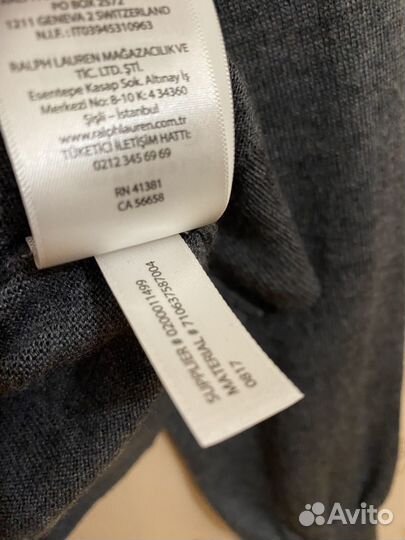 PO BOX 2572
1211 GENEVA 2 SWITZERLAND
N.I.F.: IT03945310963
RALPH LAUREN MAĞAZACILIK VE
TİC. LTD. ŞTİ.
Esentepe Kasap Sok. Altınay İş
Merkezi No: 8-10 K: 4 34360
Şişli - İstanbul
www.ralphlauren.com.tr
TÜKETİCİ İLETİŞİM HATTI:
0212 345 69 69
RN 41381
CA 56658
SUPPLIER # 0200011499
MATERIAL # 710637587004
0817
Avito